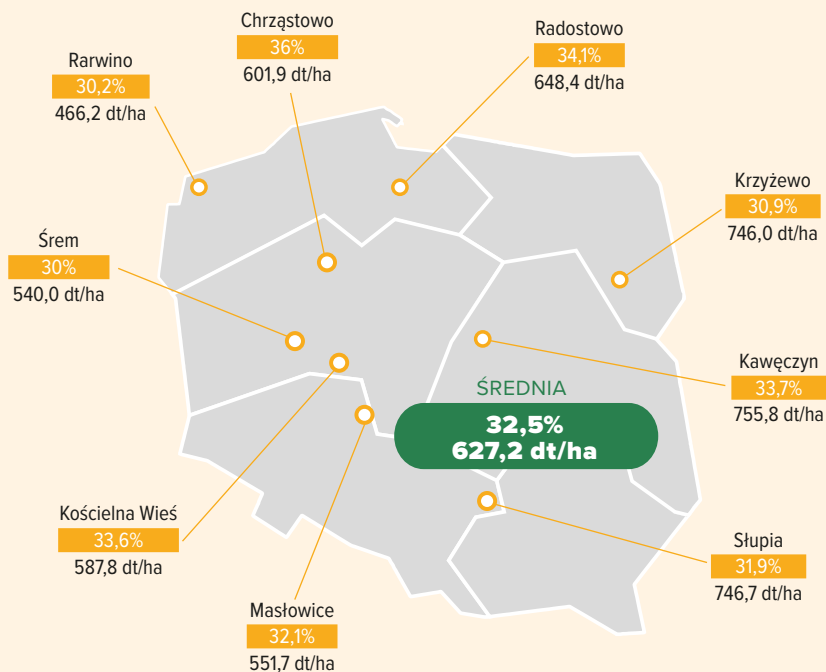 Chrząstowo
36%
601,9 dt/ha
Radostowo
34,1%
648,4 dt/ha
Rarwino
30,2%
466,2 dt/ha
Krzyżewo
30,9%
746,0 dt/ha
Śrem
30%
540,0 dt/ha
Kawęczyn
33,7%
755,8 dt/ha
ŚREDNIA
32,5%
627,2 dt/ha
Kościelna Wieś
33,6%
587,8 dt/ha
Słupia
31,9%
746,7 dt/ha
Masłowice
32,1%
551,7 dt/ha